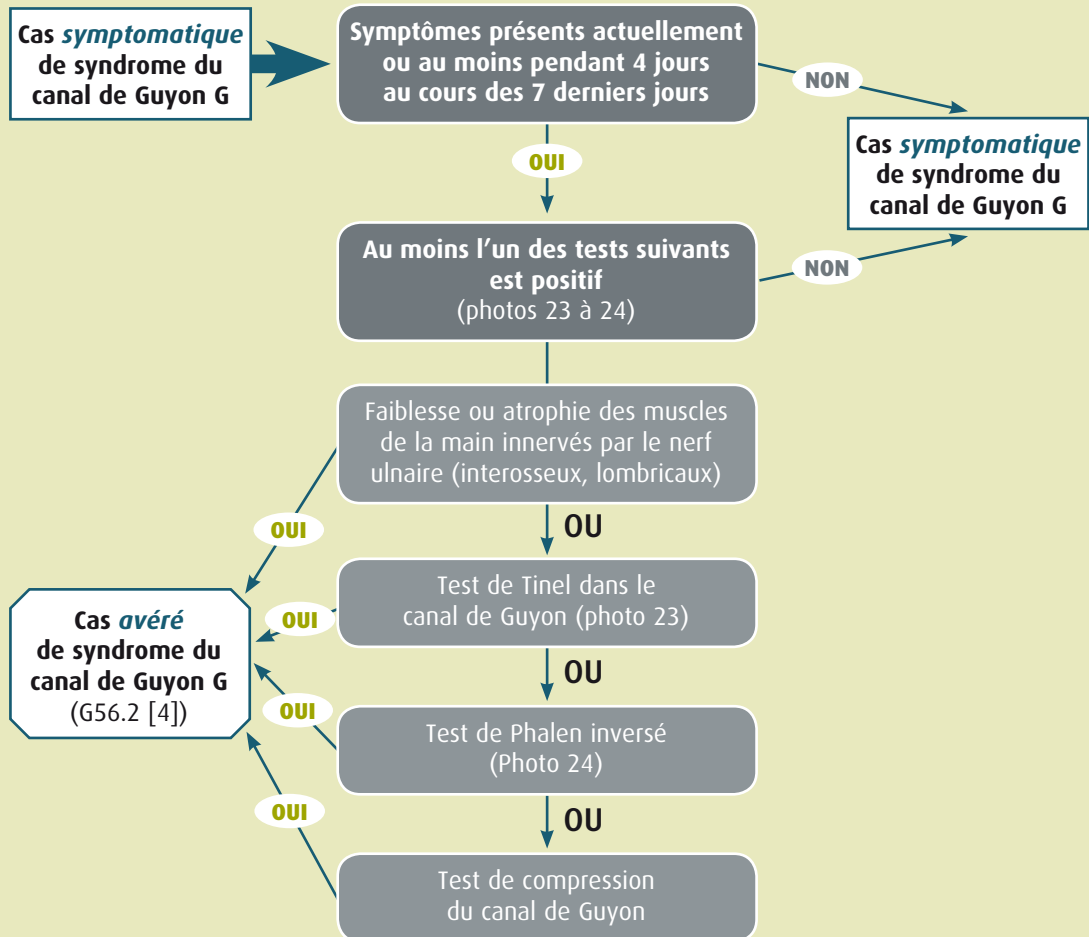 Cas symptomatique
de syndrome du
canal de Guyon G
Symptômes présents actuellement
ou au moins pendant 4 jours
au cours des 7 derniers jours
NON
OUI
Cas symptomatique
de syndrome du
canal de Guyon G
Au moins l'un des tests suivants
est positif
(photos 23 à 24)
NON
Faiblesse ou atrophie des muscles
de la main innervés par le nerf
ulnaire (interosseux, lombricaux)
OUI
OU
Test de Tinel dans le
canal de Guyon (photo 23)
OUI
Cas avéré
de syndrome du
canal de Guyon G
(G56.2 [4])
OU
OUI
Test de Phalen inversé
(Photo 24)
OUI
OU
Test de compression
du canal de Guyon